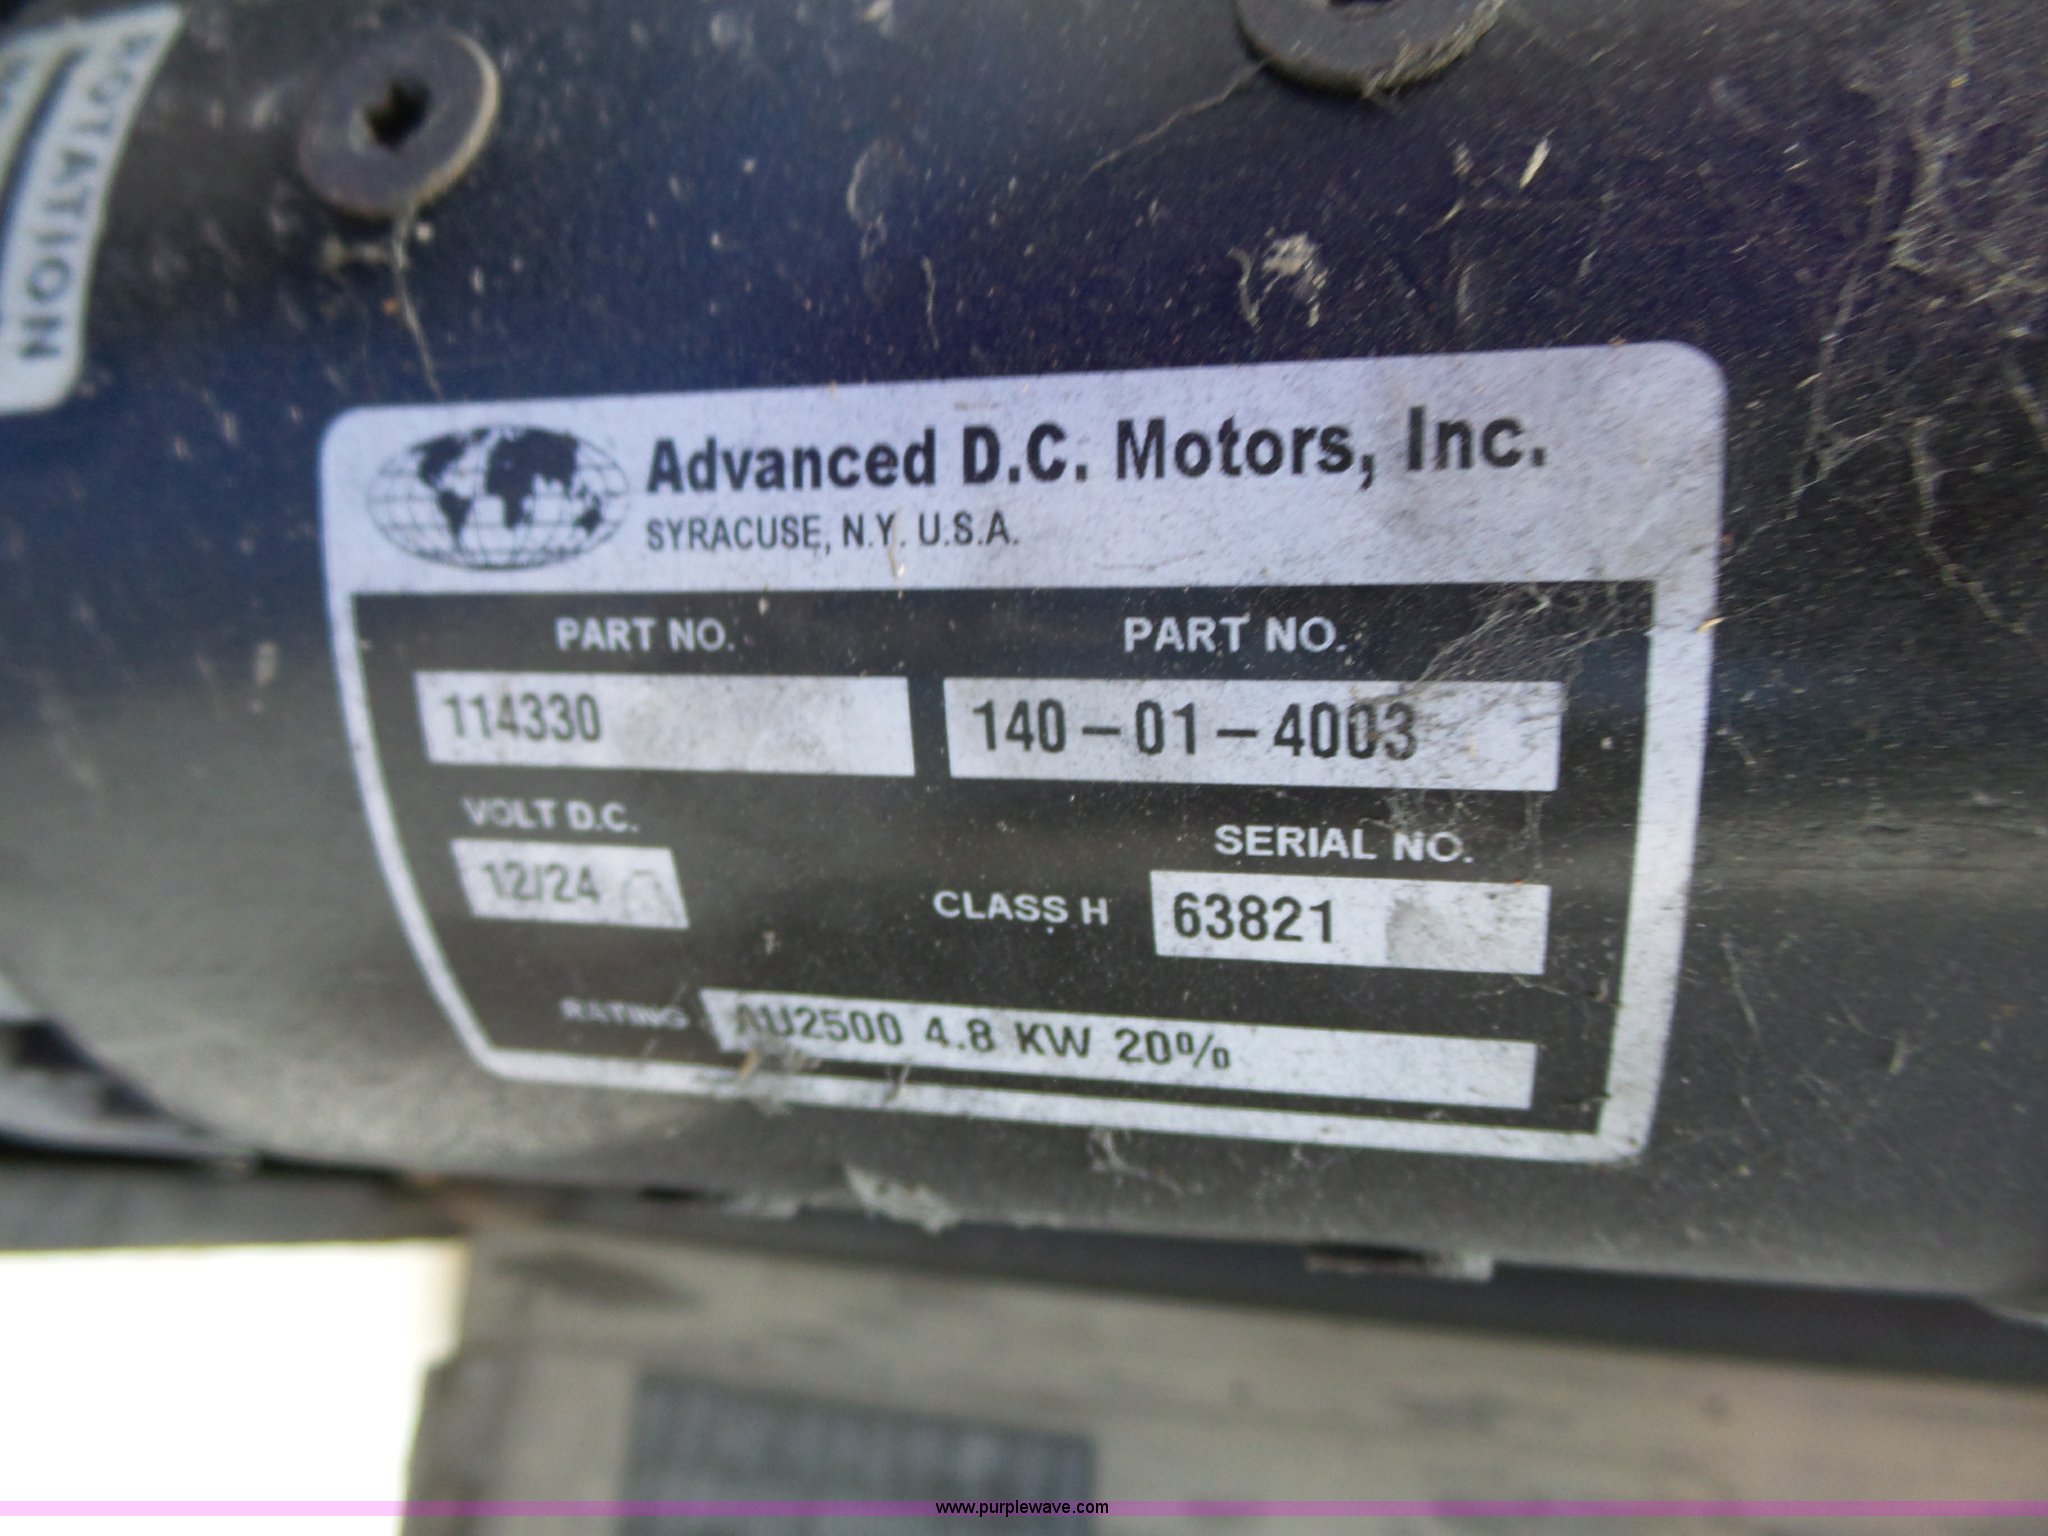 ROTATION
Advanced D.C. Motors, Inc.
SYRACUSE, N.Y. U.S.A.
PART NO. PART NO.
114330 140-01-4003
VOLT D.C.
12/24
SERIAL NO.
CLASS H 63821
RATING AU2500 4.8 KW 20%
www.purplewave.com